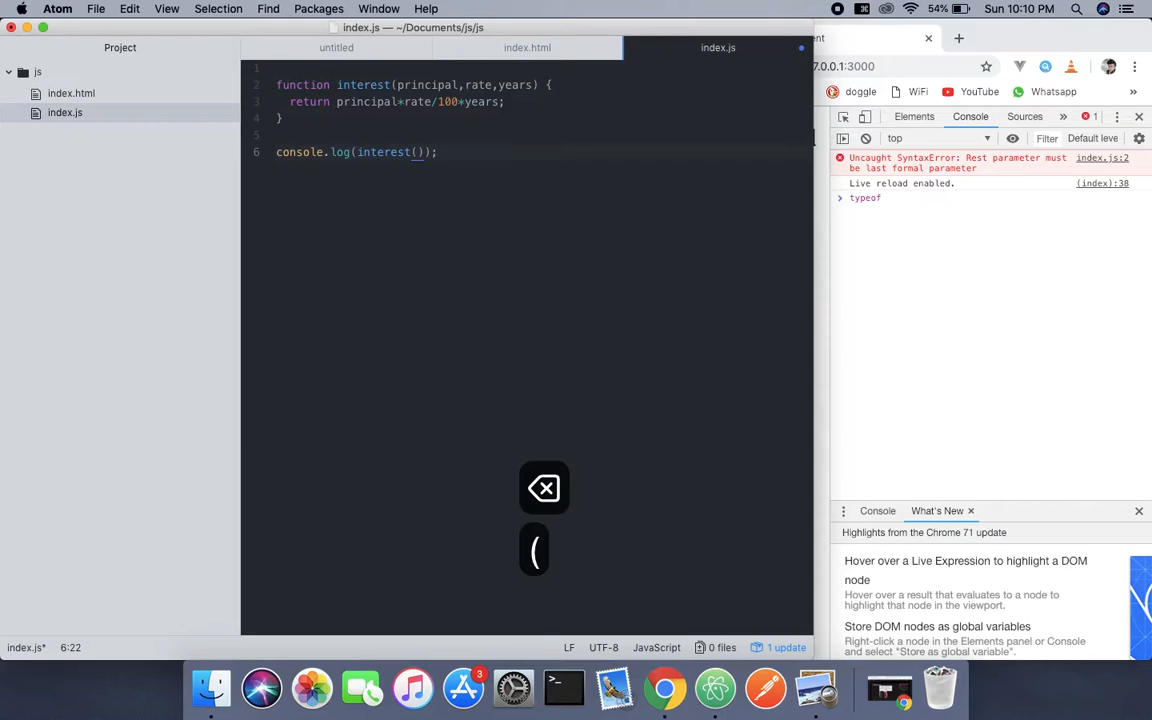 Atom File Edit View Selection Find Packages Window Help 54% Sun 10:10 PM
index.js — ~/Documents/js/js
Project untitled index.html index.js
js
index.html
index.js
1
2 function interest(principal,rate,years) {
3 return principal*rate/100*years;
4 }
5
6 console.log(interest());
(
index.js* 6:22 LF UTF-8 JavaScript 0 files 1 update
ent
7.0.0.1:3000
doggle WiFi YouTube Whatsapp »
Elements Console Sources » 1
top Filter Default leve
Uncaught SyntaxError: Rest parameter must index.js:2
be last formal parameter
Live reload enabled. (index):38
> typeof
Console What's New ×
Highlights from the Chrome 71 update
Hover over a Live Expression to highlight a DOM
node
Hover over a result that evaluates to a node to
highlight that node in the viewport.
Store DOM nodes as global variables
Right-click a node in the Elements panel or Console
and select "Store as global variable".
3
>_